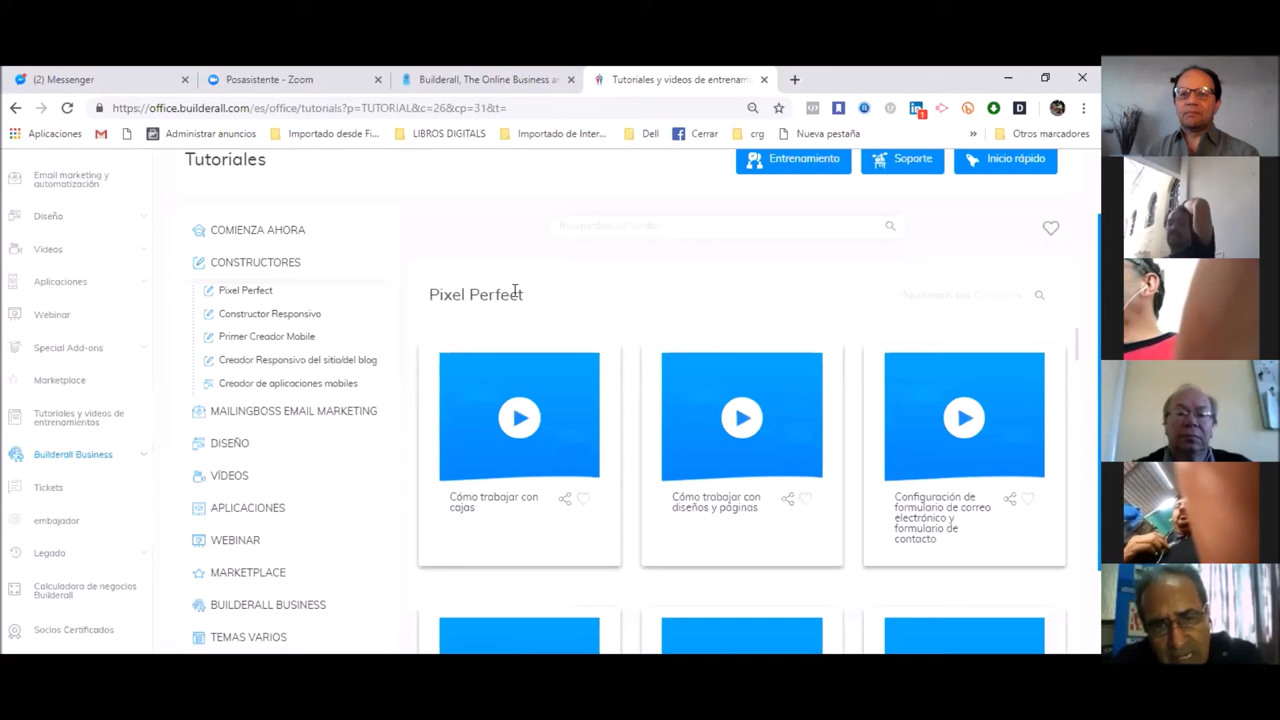 (2) Messenger
Posasistente - Zoom
Builderall, The Online Business an
Tutoriales y videos de entrenam
https://office.builderall.com/es/office/tutorials?p=TUTORIAL&c=26&cp=31&t=
Aplicaciones
Administrar anuncios
Importado desde Fi...
LIBROS DIGITALS
Importado de Inter...
Dell
Cerrar
crg
Nueva pestaña
»
Otros marcadores
Tutoriales
Entrenamiento
Soporte
Inicio rápido
Email marketing y
automatización
Diseño
Videos
Aplicaciones
Webinar
Special Add-ons
Marketplace
Tutoriales y videos de
entrenamientos
Builderall Business
Tickets
embajador
Legado
Calculadora de negocios
Builderall
Socios Certificados
COMIENZA AHORA
CONSTRUCTORES
Pixel Perfect
Constructor Responsivo
Primer Creador Mobile
Creador Responsivo del sitio/del blog
Creador de aplicaciones mobiles
MAILINGBOSS EMAIL MARKETING
DISEÑO
VÍDEOS
APLICACIONES
WEBINAR
MARKETPLACE
BUILDERALL BUSINESS
TEMAS VARIOS
Pixel Perfect
Cómo trabajar con
cajas
Cómo trabajar con
diseños y páginas
Configuración de
formulario de correo
electrónico y
formulario de
contacto